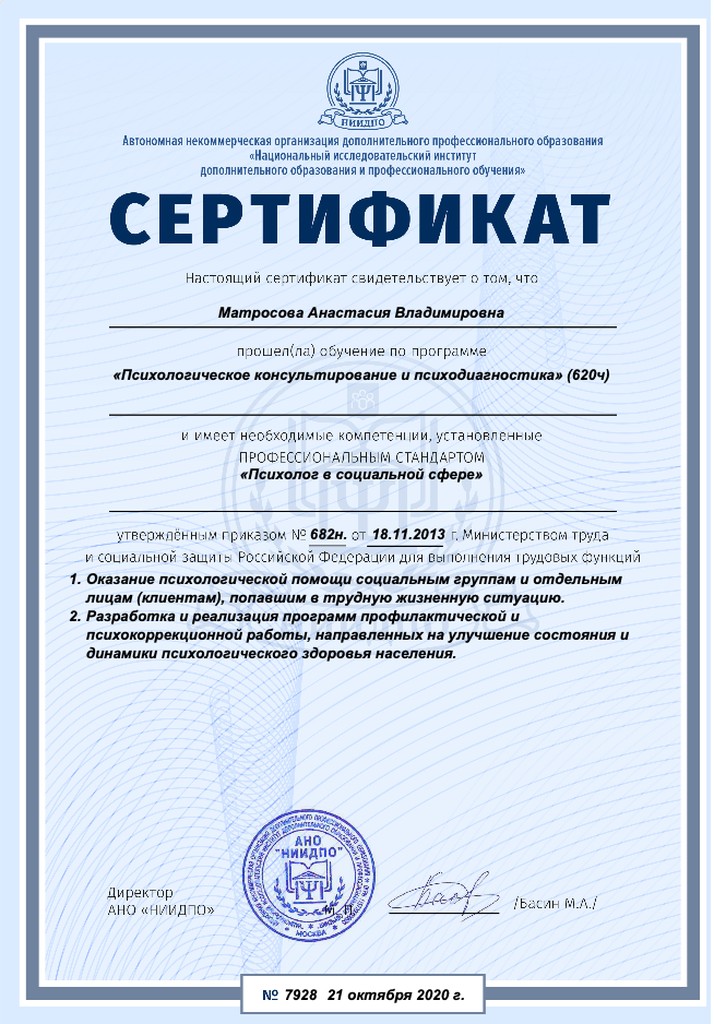 НИИДПО
Автономная некоммерческая организация дополнительного профессионального образования
«Национальный исследовательский институт
дополнительного образования и профессионального обучения»
СЕРТИФИКАТ
Настоящий сертификат свидетельствует о том, что
Матросова Анастасия Владимировна
прошел(ла) обучение по программе
«Психологическое консультирование и психодиагностика» (620ч)
и имеет необходимые компетенции, установленные
ПРОФЕССИОНАЛЬНЫМ СТАНДАРТОМ
«Психолог в социальной сфере»
утверждённым приказом № 682н. от 18.11.2013 г. Министерством труда
и социальной защиты Российской Федерации для выполнения трудовых функций
1. Оказание психологической помощи социальным группам и отдельным
лицам (клиентам), попавшим в трудную жизненную ситуацию.
2. Разработка и реализация программ профилактической и
психокоррекционной работы, направленных на улучшение состояния и
динамики психологического здоровья населения.
АНО
"НИИДПО"
МОСКВА
Директор
АНО «НИИДПО»
М. П.
/Басин М.А./
№ 7928 21 октября 2020 г.